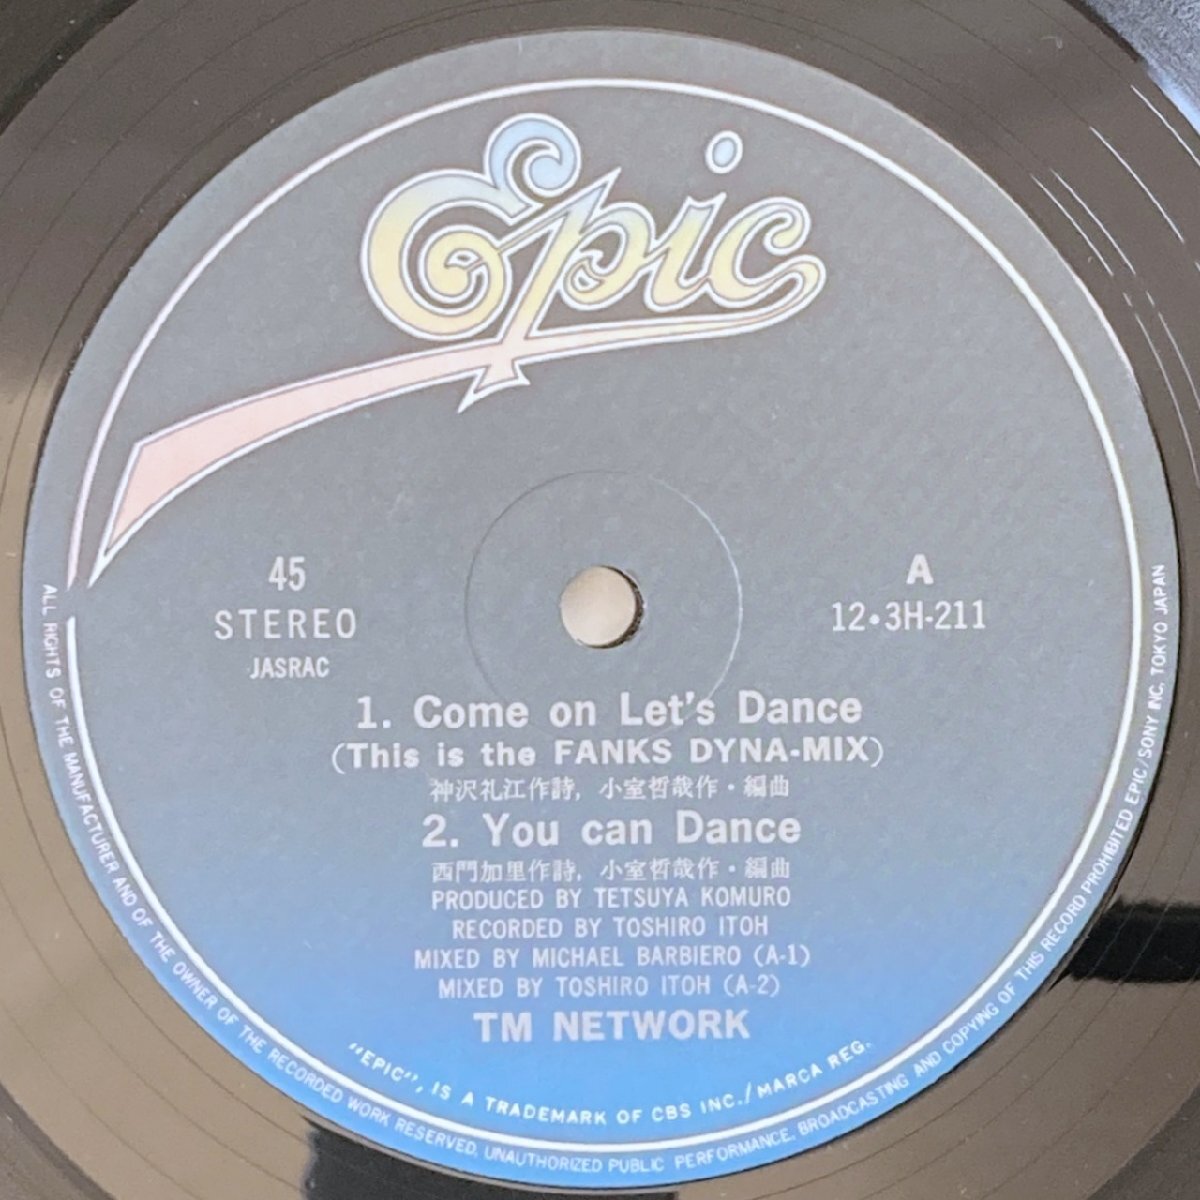 Epic
45
STEREO
JASRAC
A
12・3H-211
1. Come on Let's Dance
(This is the FANKS DYNA-MIX)
神沢礼江作詩, 小室哲哉作・編曲
2. You can Dance
西門加里作詩, 小室哲哉作・編曲
PRODUCED BY TETSUYA KOMURO
RECORDED BY TOSHIRO ITOH
MIXED BY MICHAEL BARBIERO (A-1)
MIXED BY TOSHIRO ITOH (A-2)
TM NETWORK
"EPIC", IS A TRADEMARK OF CBS INC./MARCA REG.
ALL RIGHTS OF THE MANUFACTURER AND OF THE OWNER OF THE RECORDED WORK RESERVED. UNAUTHORIZED PUBLIC PERFORMANCE, BROADCASTING AND COPYING OF THIS RECORD PROHIBITED EPIC/SONY INC. TOKYO JAPAN